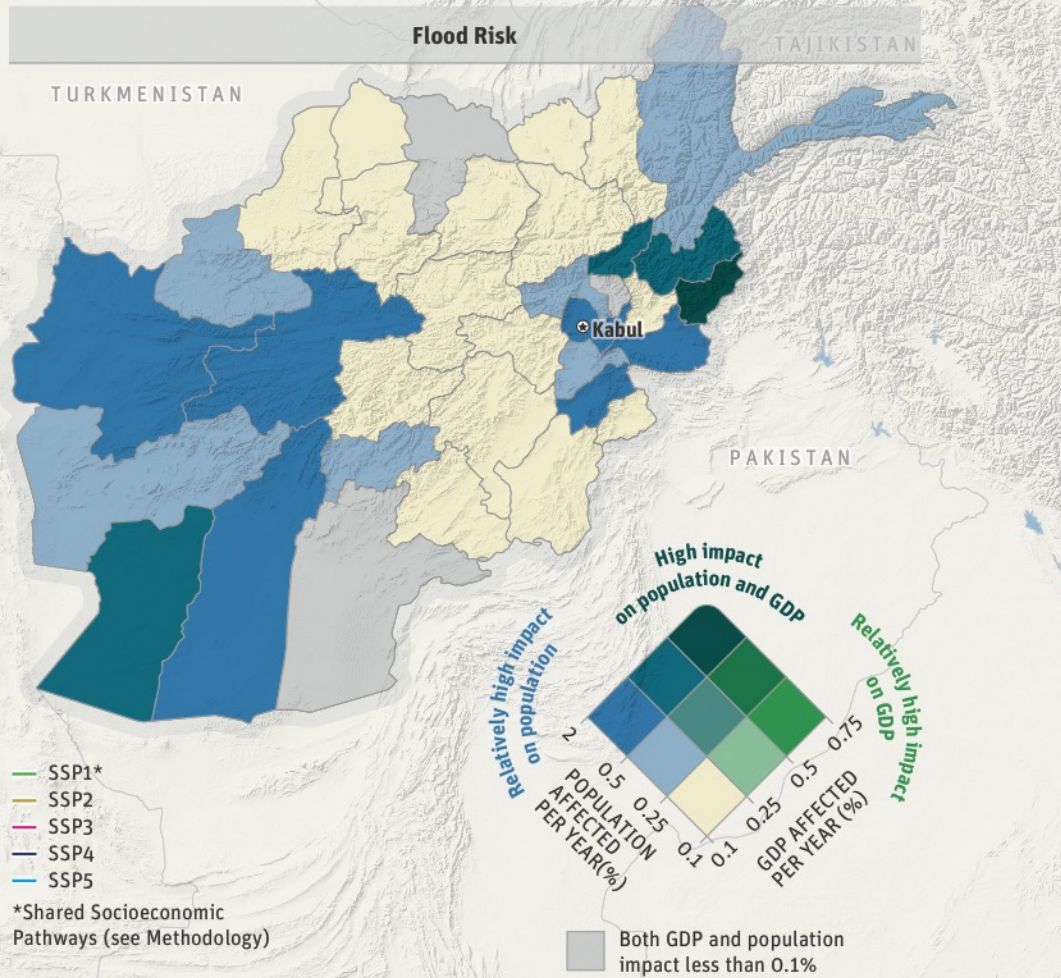 Flood Risk
TAJIKISTAN
TURKMENISTAN
Kabul
PAKISTAN
High impact
on population and GDP
Relatively high impact
on population
Relatively high impact
on GDP
2
0.5
0.25
0.1
0.1
0.25
0.5
0.75
POPULATION
AFFECTED
PER YEAR(%)
GDP AFFECTED
PER YEAR (%)
SSP1*
SSP2
SSP3
SSP4
SSP5
*Shared Socioeconomic
Pathways (see Methodology)
Both GDP and population
impact less than 0.1%